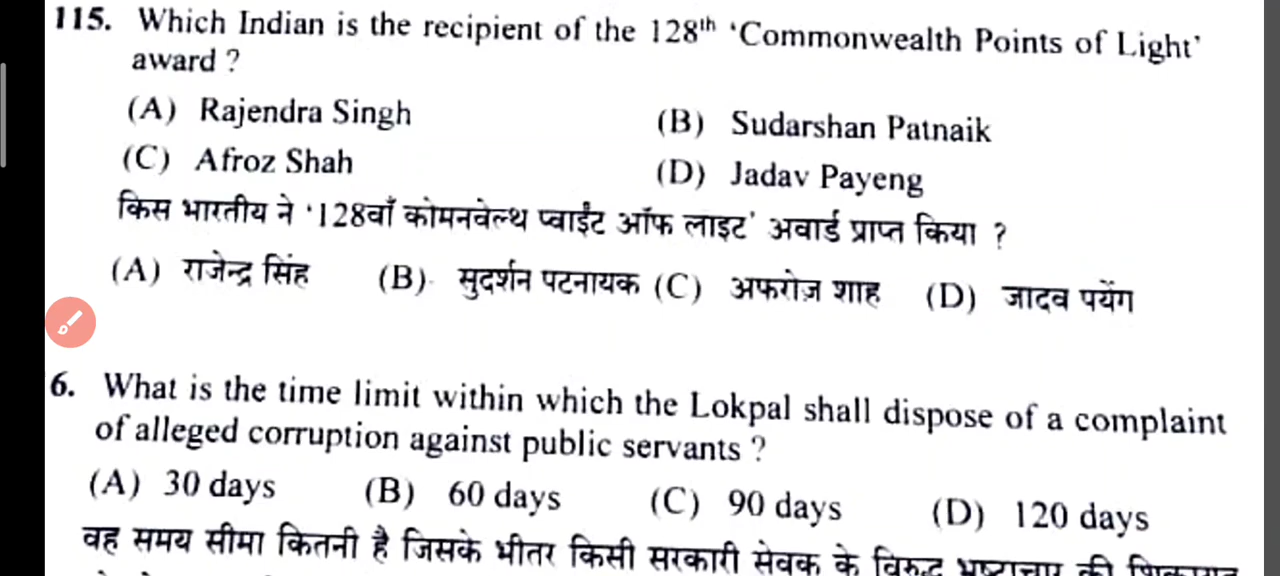 115. Which Indian is the recipient of the 128th ‘Commonwealth Points of Light’
award ?
(A) Rajendra Singh (B) Sudarshan Patnaik
(C) Afroz Shah (D) Jadav Payeng
किस भारतीय ने ‘128वाँ कोमनवेल्थ प्वाईंट ऑफ लाइट’ अवार्ड प्राप्त किया ?
(A) राजेन्द्र सिंह (B) सुदर्शन पटनायक (C) अफरोज़ शाह (D) जादव पयेंग
6. What is the time limit within which the Lokpal shall dispose of a complaint
of alleged corruption against public servants ?
(A) 30 days (B) 60 days (C) 90 days (D) 120 days
वह समय सीमा कितनी है जिसके भीतर किसी सरकारी सेवक के विरुद्ध भ्रष्टाचार की शिकायत